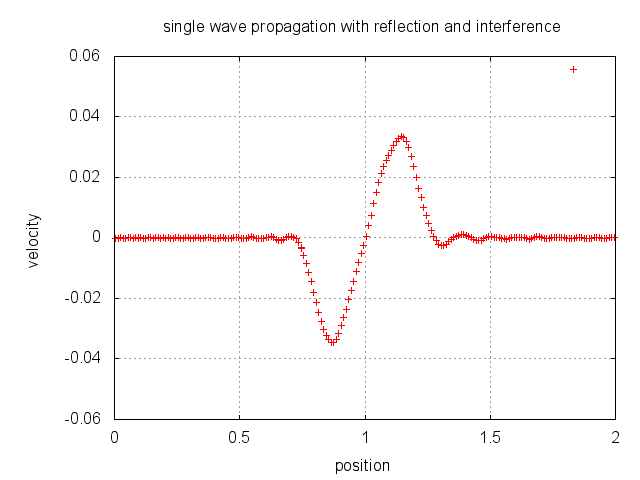 single wave propagation with reflection and interference
0.06
0.04
0.02
0
-0.02
-0.04
-0.06
velocity
0 0.5 1 1.5 2
position